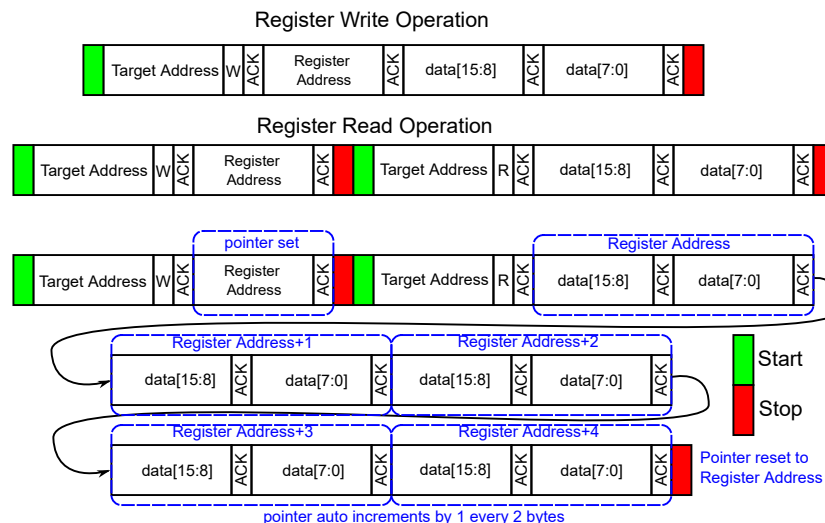 Register Write Operation
Target Address W ACK Register Address ACK data[15:8] ACK data[7:0] ACK
Register Read Operation
Target Address W ACK Register Address ACK Target Address R ACK data[15:8] ACK data[7:0] ACK
pointer set Register Address
Target Address W ACK Register Address ACK Target Address R ACK data[15:8] ACK data[7:0] ACK
Register Address+1 Register Address+2
data[15:8] ACK data[7:0] ACK data[15:8] ACK data[7:0] ACK
Start
Stop
Register Address+3 Register Address+4
data[15:8] ACK data[7:0] ACK data[15:8] ACK data[7:0] ACK
Pointer reset to
Register Address
pointer auto increments by 1 every 2 bytes